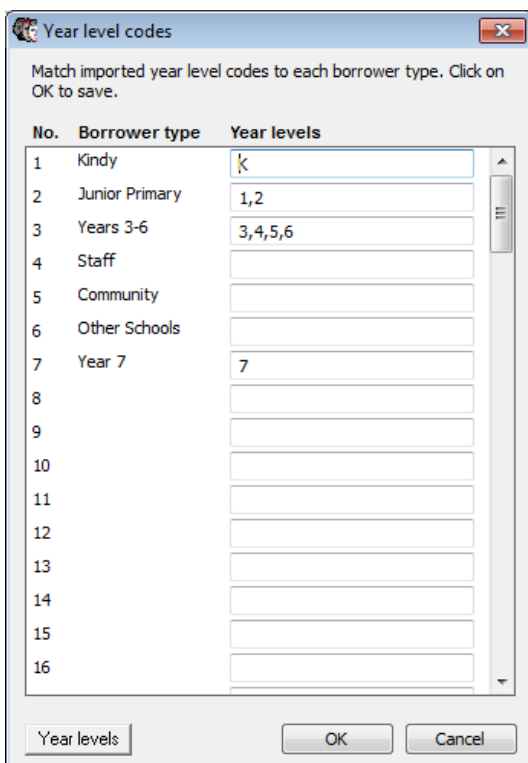 Year level codes
Match imported year level codes to each borrower type. Click on
OK to save.
No. Borrower type Year levels
1 Kindy K
2 Junior Primary 1,2
3 Years 3-6 3,4,5,6
4 Staff
5 Community
6 Other Schools
7 Year 7 7
8
9
10
11
12
13
14
15
16
Year levels OK Cancel